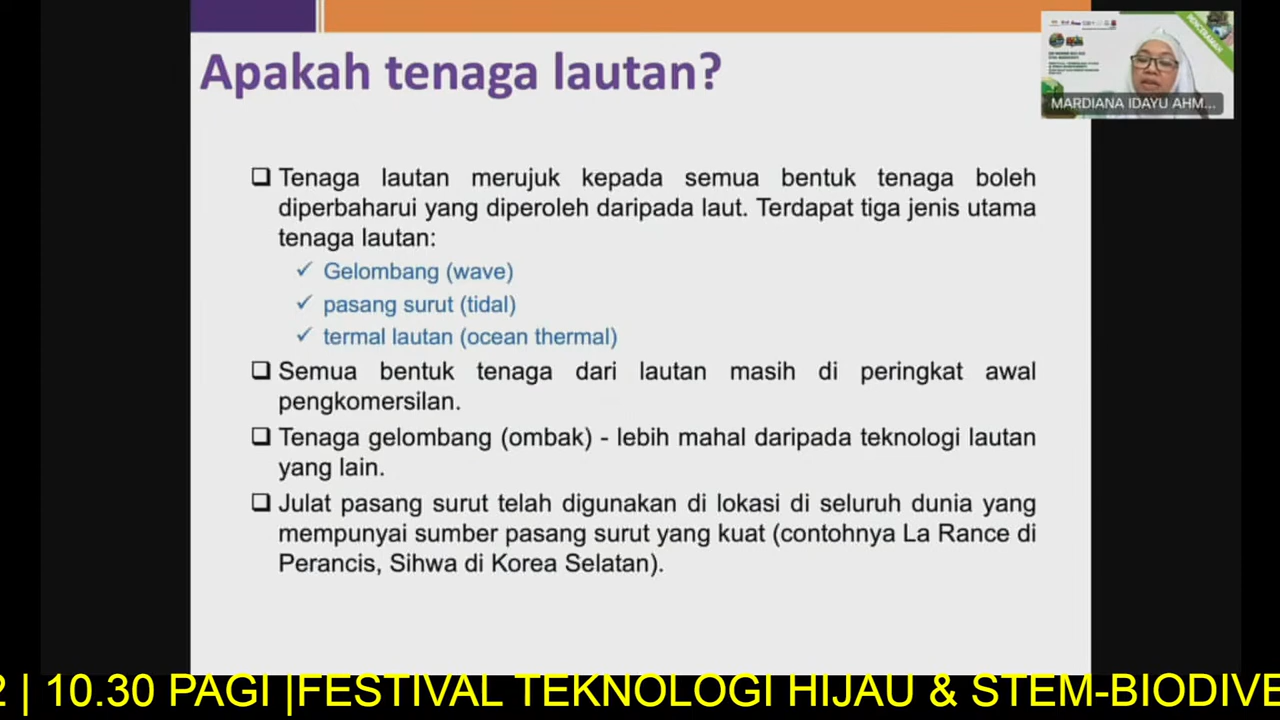 Apakah tenaga lautan?
PENCERAMAH
MARDIANA IDAYU AHM...
❑ Tenaga lautan merujuk kepada semua bentuk tenaga boleh
diperbaharui yang diperoleh daripada laut. Terdapat tiga jenis utama
tenaga lautan:
✓ Gelombang (wave)
✓ pasang surut (tidal)
✓ termal lautan (ocean thermal)
❑ Semua bentuk tenaga dari lautan masih di peringkat awal
pengkomersilan.
❑ Tenaga gelombang (ombak) - lebih mahal daripada teknologi lautan
yang lain.
❑ Julat pasang surut telah digunakan di lokasi di seluruh dunia yang
mempunyai sumber pasang surut yang kuat (contohnya La Rance di
Perancis, Sihwa di Korea Selatan).
2 | 10.30 PAGI |FESTIVAL TEKNOLOGI HIJAU & STEM-BIODIVE